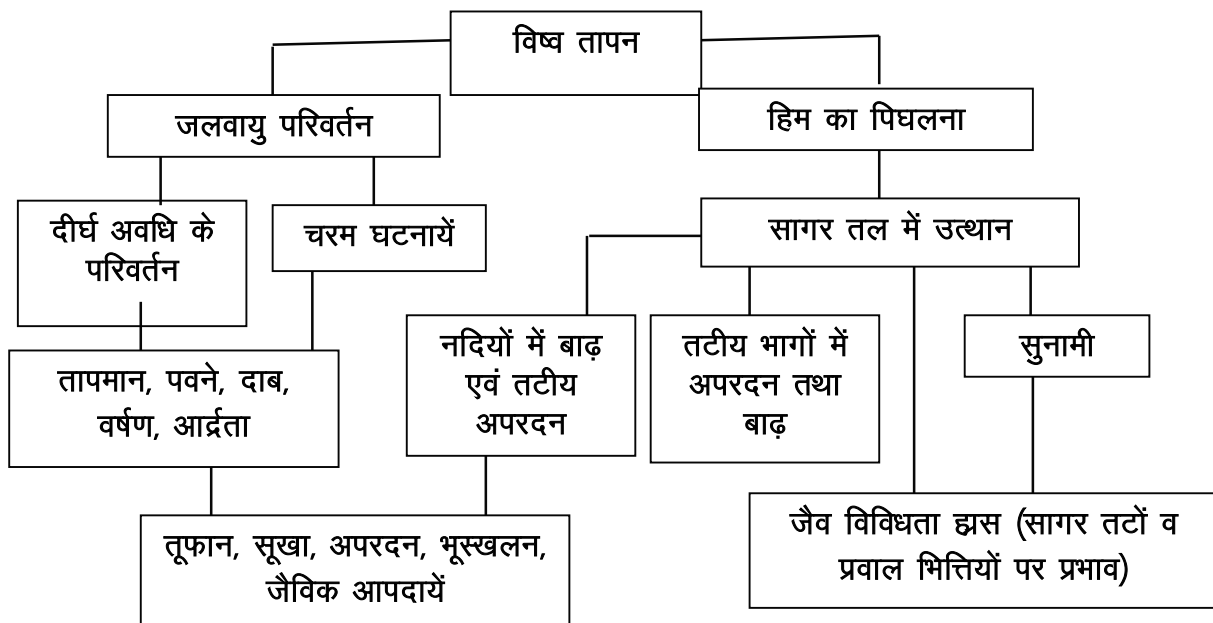 विष्व तापन
जलवायु परिवर्तन
हिम का पिघलना
दीर्घ अवधि के
परिवर्तन
चरम घटनायें
सागर तल में उत्थान
तापमान, पवने, दाब,
वर्षण, आर्द्रता
नदियों में बाढ़
एवं तटीय
अपरदन
तटीय भागों में
अपरदन तथा
बाढ़
सुनामी
तूफान, सूखा, अपरदन, भूस्खलन,
जैविक आपदायें
जैव विविधता ह्रास (सागर तटों व
प्रवाल भित्तियों पर प्रभाव)